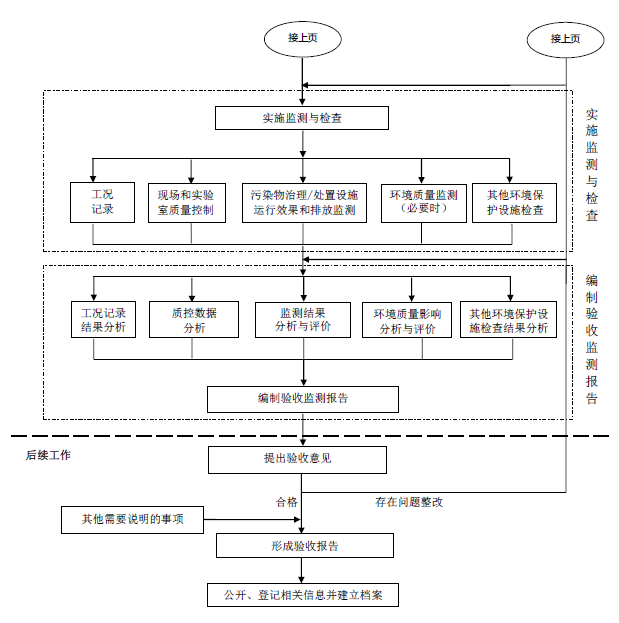 接上页
接上页
实施监测与检查
工况
记录
现场和实验
室质量控制
污染物治理/处置设施
运行效果和排放监测
环境质量监测
（必要时）
其他环境保
护设施检查
实施监测与检查
工况记录
结果分析
质控数据
分析
监测结果
分析与评价
环境质量影响
分析与评价
其他环境保护设
施检查结果分析
编制验收监测报告
编制验收监测报告
后续工作
提出验收意见
合格
存在问题整改
其他需要说明的事项
形成验收报告
公开、登记相关信息并建立档案